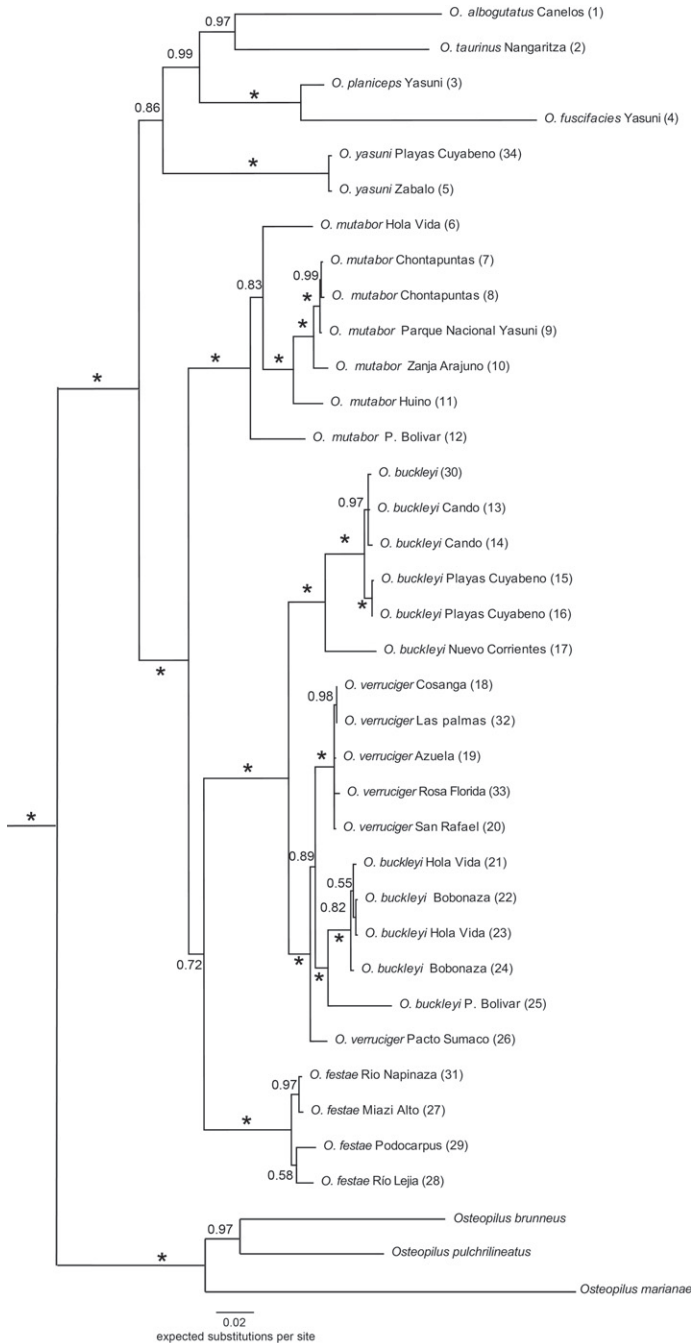 O. albogutatus Canelos (1)
0.97
O. taurinus Nangaritza (2)
0.99
O. planiceps Yasuni (3)
*
0.86
O. fuscifacies Yasuni (4)
O. yasuni Playas Cuyabeno (34)
*
O. yasuni Zabalo (5)
O. mutabor Hola Vida (6)
O. mutabor Chontapuntas (7)
0.99
0.83
*
O. mutabor Chontapuntas (8)
*
O. mutabor Parque Nacional Yasuni (9)
*
*
O. mutabor Zanja Arajuno (10)
*
O. mutabor Huino (11)
O. mutabor P. Bolivar (12)
O. buckleyi (30)
0.97
O. buckleyi Cando (13)
*
O. buckleyi Cando (14)
O. buckleyi Playas Cuyabeno (15)
*
*
O. buckleyi Playas Cuyabeno (16)
O. buckleyi Nuevo Corrientes (17)
*
O. verruciger Cosanga (18)
0.98
O. verruciger Las palmas (32)
*
*
O. verruciger Azuela (19)
O. verruciger Rosa Florida (33)
*
O. verruciger San Rafael (20)
0.89
O. buckleyi Hola Vida (21)
0.55
O. buckleyi Bobonaza (22)
0.82
O. buckleyi Hola Vida (23)
*
0.72
*
*
O. buckleyi Bobonaza (24)
O. buckleyi P. Bolivar (25)
O. verruciger Pacto Sumaco (26)
O. festae Rio Napinaza (31)
0.97
O. festae Miazi Alto (27)
*
O. festae Podocarpus (29)
0.58
O. festae Río Lejia (28)
Osteopilus brunneus
0.97
Osteopilus pulchrilineatus
*
Osteopilus marianae
0.02
expected substitutions per site